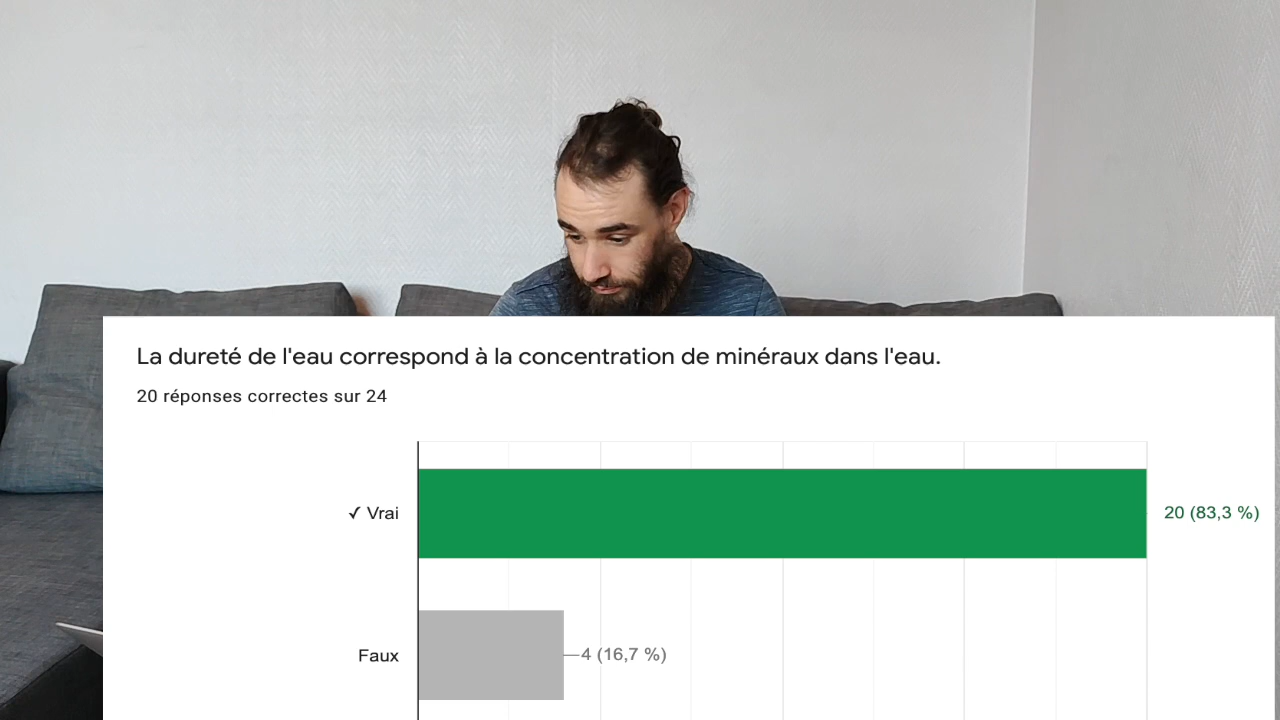 La dureté de l'eau correspond à la concentration de minéraux dans l'eau.
20 réponses correctes sur 24
✓ Vrai
20 (83,3 %)
Faux
4 (16,7 %)